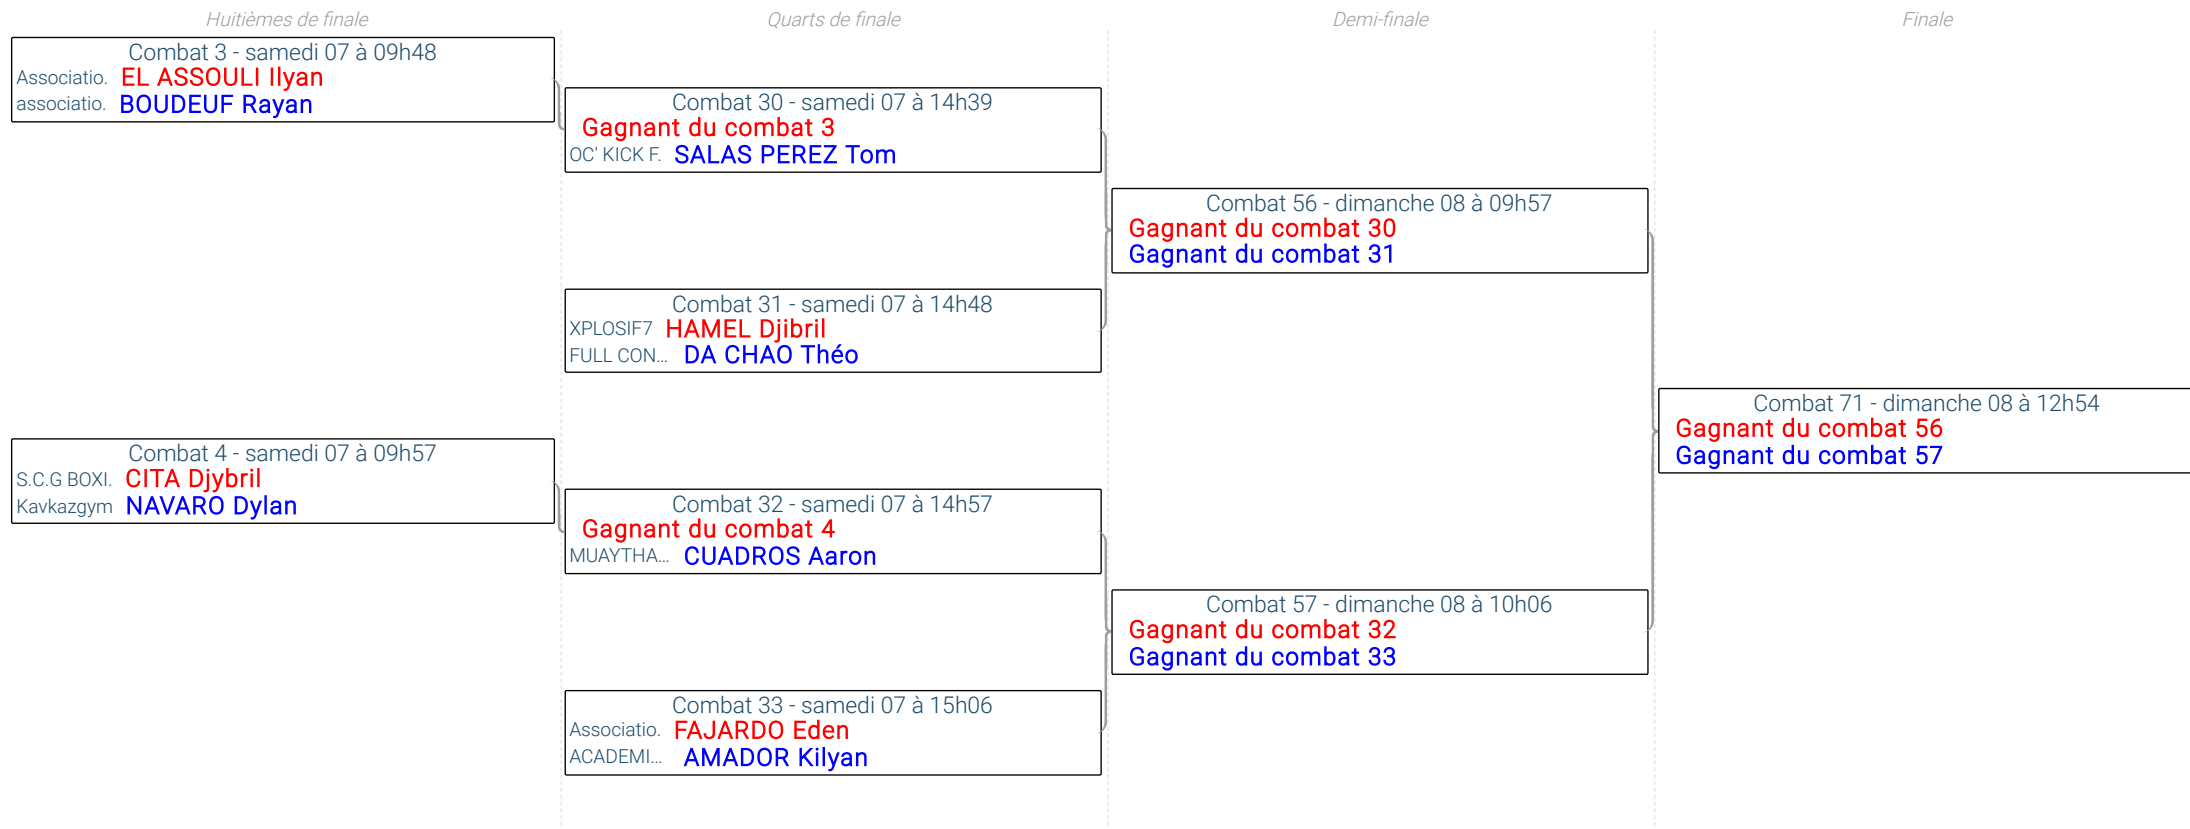 Huitièmes de finale
Quarts de finale
Demi-finale
Finale
Combat 3 - samedi 07 à 09h48
Associatio. EL ASSOULI Ilyan
associatio. BOUDEUF Rayan
Combat 4 - samedi 07 à 09h57
S.C.G BOXI. CITA Djybril
Kavkazgym NAVARO Dylan
Combat 30 - samedi 07 à 14h39
Gagnant du combat 3
OC' KICK F. SALAS PEREZ Tom
Combat 31 - samedi 07 à 14h48
XPLOSIF7 HAMEL Djibril
FULL CON... DA CHAO Théo
Combat 32 - samedi 07 à 14h57
Gagnant du combat 4
MUAYTHA... CUADROS Aaron
Combat 33 - samedi 07 à 15h06
Associatio. FAJARDO Eden
ACADEMI... AMADOR Kilyan
Combat 56 - dimanche 08 à 09h57
Gagnant du combat 30
Gagnant du combat 31
Combat 57 - dimanche 08 à 10h06
Gagnant du combat 32
Gagnant du combat 33
Combat 71 - dimanche 08 à 12h54
Gagnant du combat 56
Gagnant du combat 57